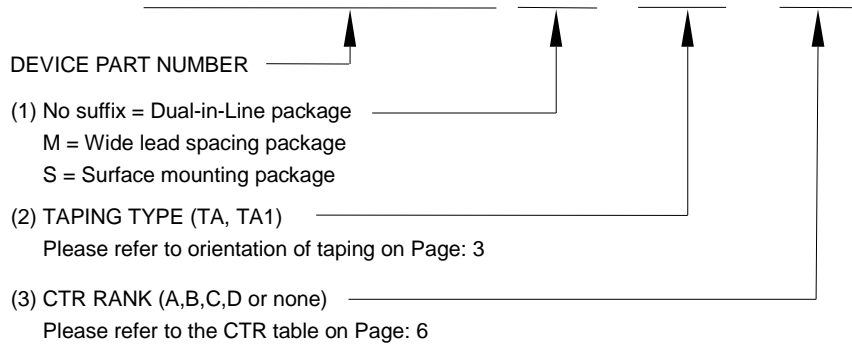 DEVICE PART NUMBER
(1) No suffix = Dual-in-Line package
M = Wide lead spacing package
S = Surface mounting package
(2) TAPING TYPE (TA, TA1)
Please refer to orientation of taping on Page: 3
(3) CTR RANK (A,B,C,D or none)
Please refer to the CTR table on Page: 6